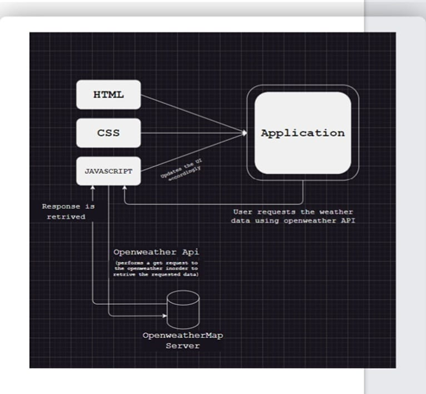 HTML
CSS
JAVASCRIPT
Application
Updates the UI
accordingly
Response is
retrived
User requests the weather
data using openweather API
Openweather Api
(performs a get request to
the openweather inorder to
retrive the requested data)
OpenweatherMap
Server